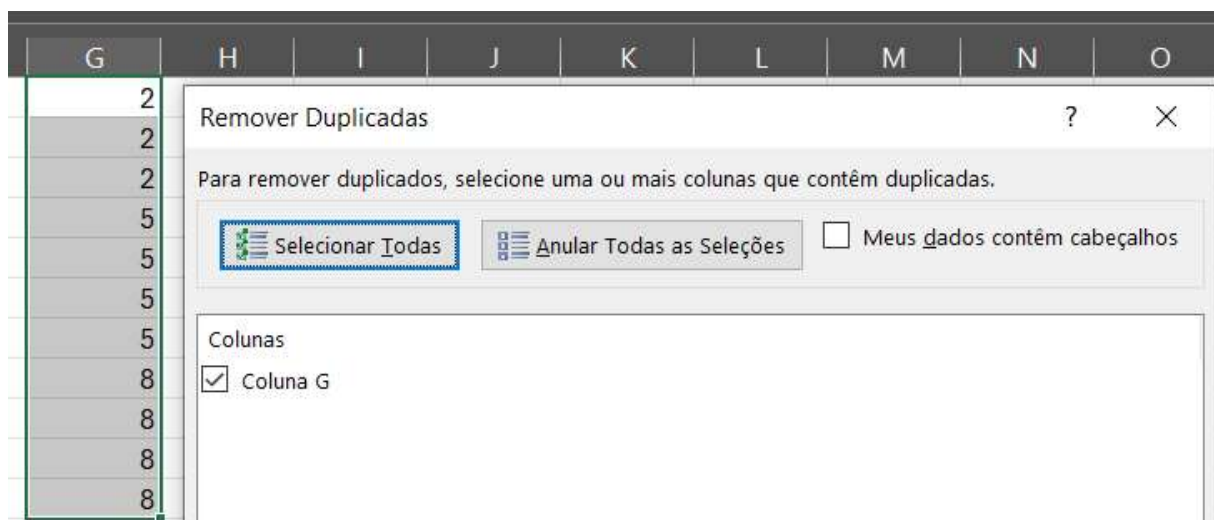 G H I J K L M N O
2
Remover Duplicadas ? ×
2
2
Para remover duplicados, selecione uma ou mais colunas que contêm duplicadas.
5
Selecionar Todas Anular Todas as Seleções Meus dados contêm cabeçalhos
5
5
5
Colunas
8
Coluna G
8
8
8